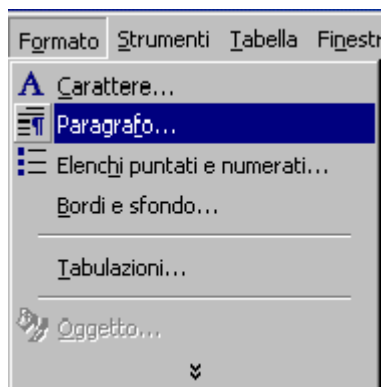 Formato Strumenti Tabella Finestr
A Carattere...
Paragrafo...
Elenchi puntati e numerati...
Bordi e sfondo...
Tabulazioni...
Oggetto...